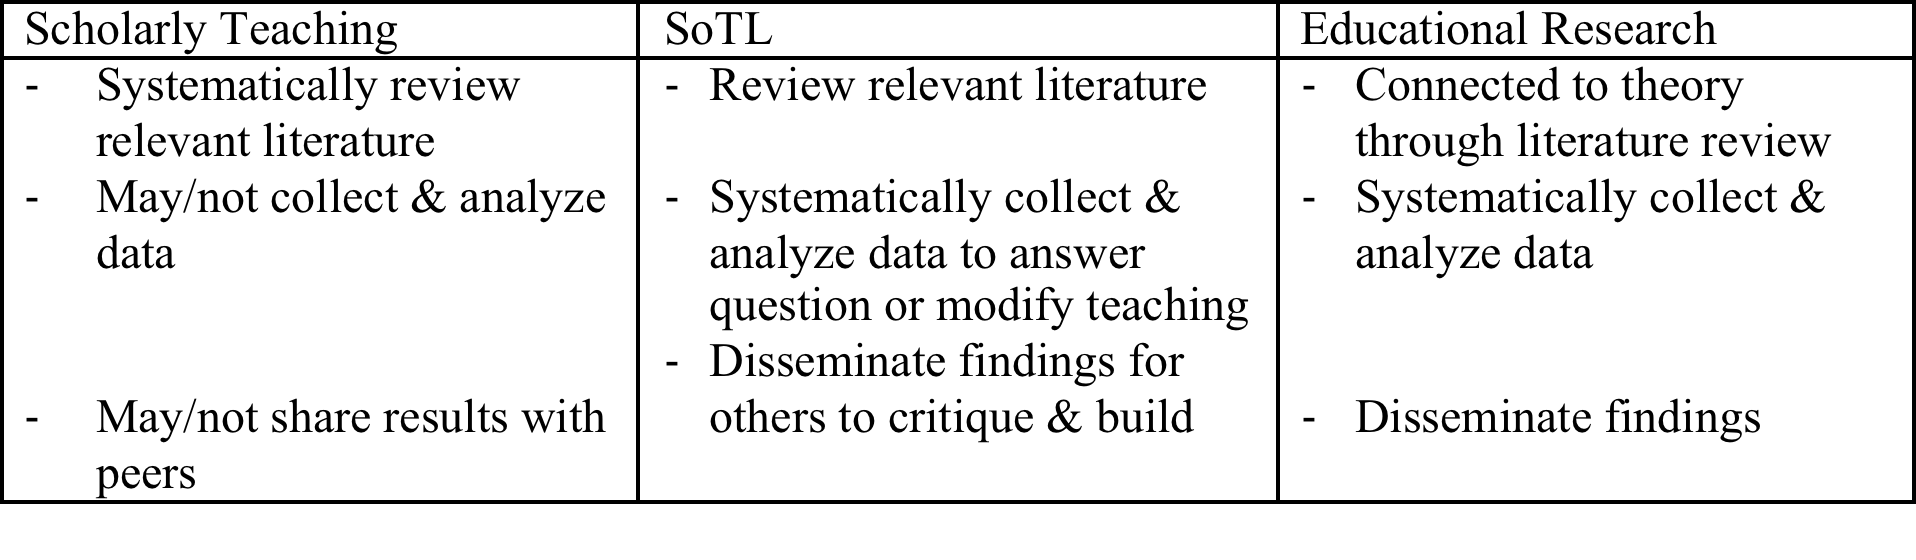 Scholarly Teaching
- Systematically review
relevant literature
- May/not collect & analyze
data
- May/not share results with
peers
SoTL
- Review relevant literature
- Systematically collect &
analyze data to answer
question or modify teaching
- Disseminate findings for
others to critique & build
Educational Research
- Connected to theory
through literature review
- Systematically collect &
analyze data
- Disseminate findings